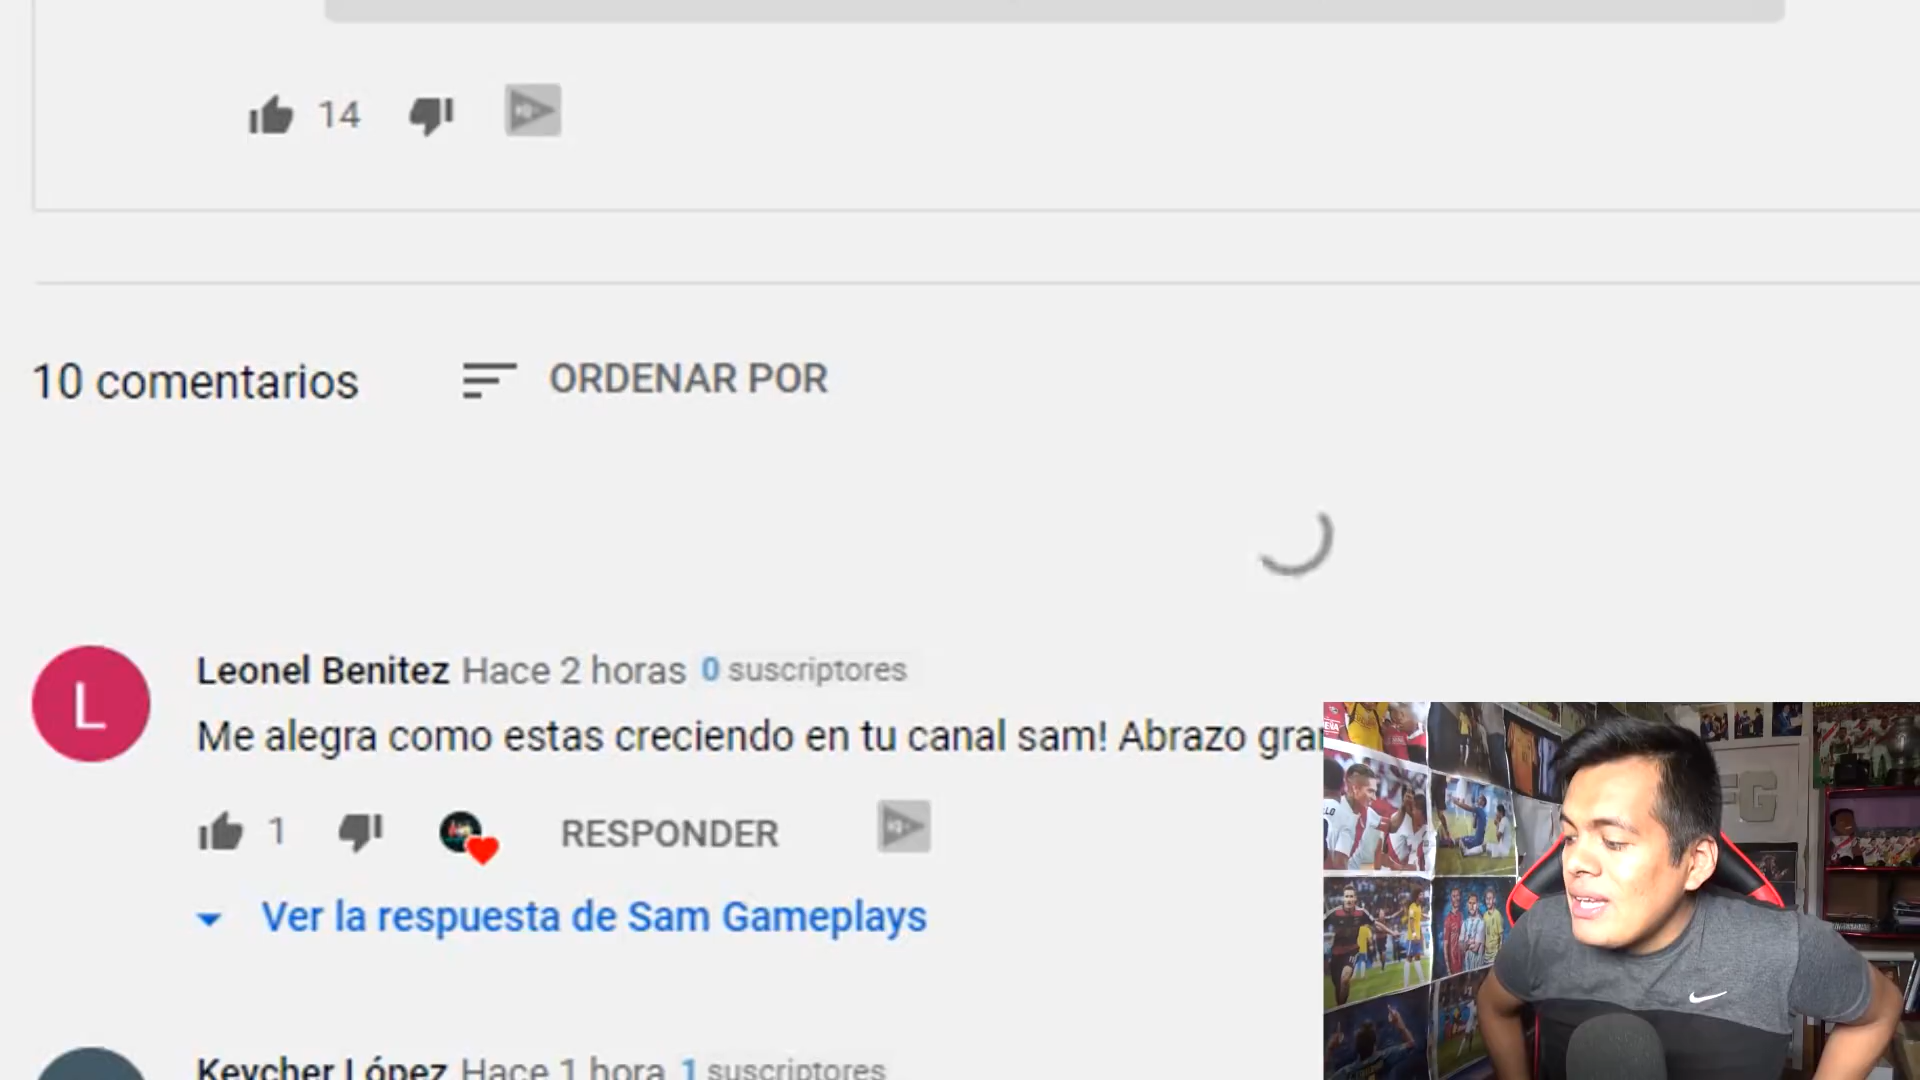 14
10 comentarios
ORDENAR POR
L
Leonel Benitez Hace 2 horas 0 suscriptores
Me alegra como estas creciendo en tu canal sam! Abrazo gra
1
RESPONDER
Ver la respuesta de Sam Gameplays
Keycher López Hace 1 hora 1 suscriptores
FG